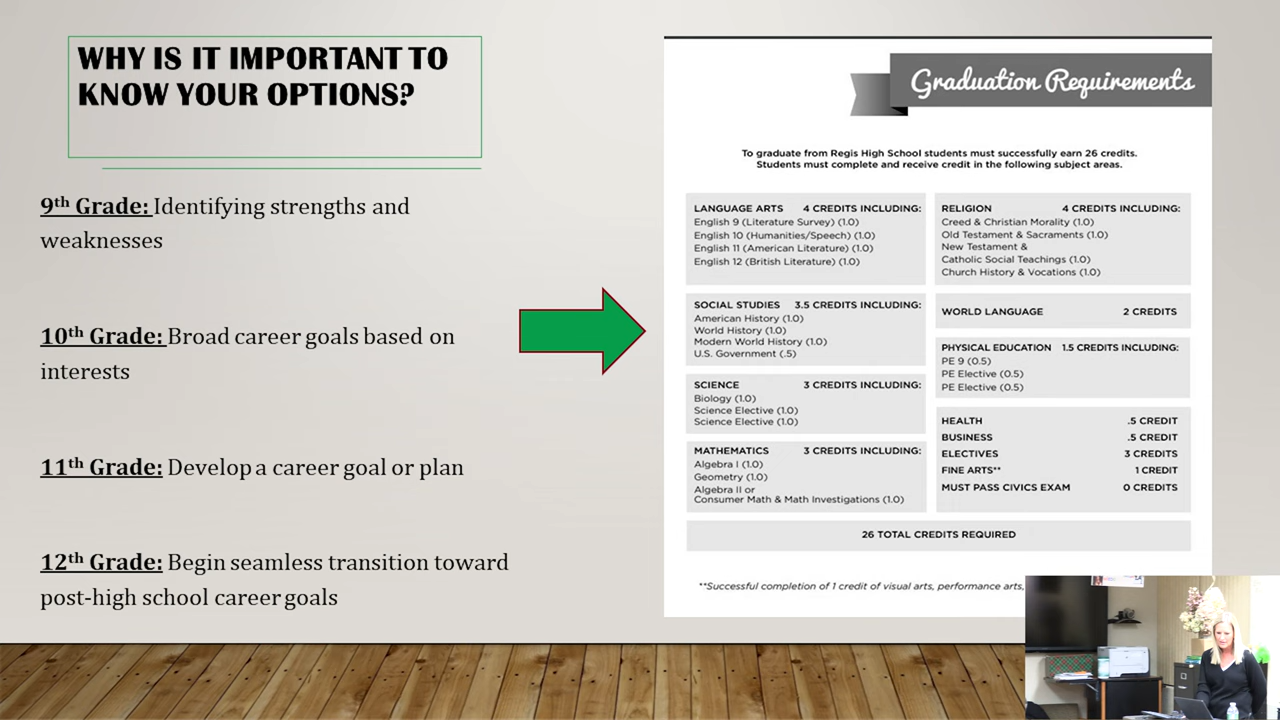 WHY IS IT IMPORTANT TO
KNOW YOUR OPTIONS?
9th Grade: Identifying strengths and
weaknesses
10th Grade: Broad career goals based on
interests
11th Grade: Develop a career goal or plan
12th Grade: Begin seamless transition toward
post-high school career goals
Graduation Requirements
To graduate from Regis High School students must successfully earn 26 credits.
Students must complete and receive credit in the following subject areas.
LANGUAGE ARTS 4 CREDITS INCLUDING:
English 9 (Literature Survey) (1.0)
English 10 (Humanities/Speech) (1.0)
English 11 (American Literature) (1.0)
English 12 (British Literature) (1.0)
SOCIAL STUDIES 3.5 CREDITS INCLUDING:
American History (1.0)
World History (1.0)
Modern World History (1.0)
U.S. Government (.5)
SCIENCE 3 CREDITS INCLUDING:
Biology (1.0)
Science Elective (1.0)
Science Elective (1.0)
MATHEMATICS 3 CREDITS INCLUDING:
Algebra I (1.0)
Geometry (1.0)
Algebra II or
Consumer Math & Math Investigations (1.0)
RELIGION 4 CREDITS INCLUDING:
Creed & Christian Morality (1.0)
Old Testament & Sacraments (1.0)
New Testament &
Catholic Social Teachings (1.0)
Church History & Vocations (1.0)
WORLD LANGUAGE 2 CREDITS
PHYSICAL EDUCATION 1.5 CREDITS INCLUDING:
PE 9 (0.5)
PE Elective (0.5)
PE Elective (0.5)
HEALTH .5 CREDIT
BUSINESS .5 CREDIT
ELECTIVES 3 CREDITS
FINE ARTS** 1 CREDIT
MUST PASS CIVICS EXAM 0 CREDITS
26 TOTAL CREDITS REQUIRED
**Successful completion of 1 credit of visual arts, performance arts,